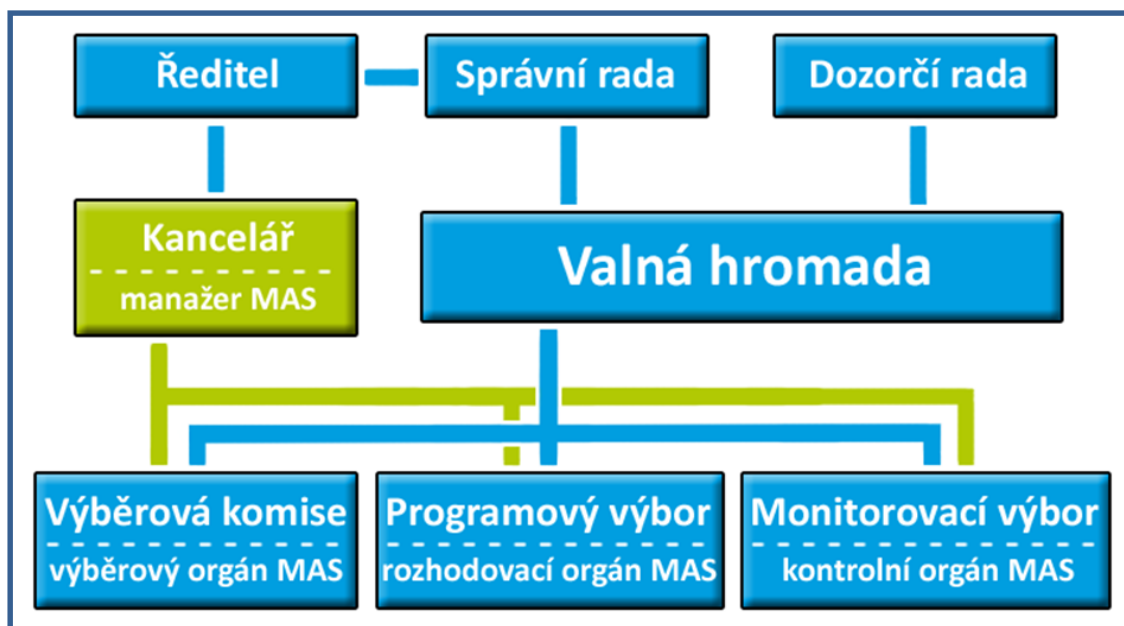 Ředitel
Správní rada
Dozorčí rada
Kancelář
manažer MAS
Valná hromada
Výběrová komise
výběrový orgán MAS
Programový výbor
rozhodovací orgán MAS
Monitorovací výbor
kontrolní orgán MAS